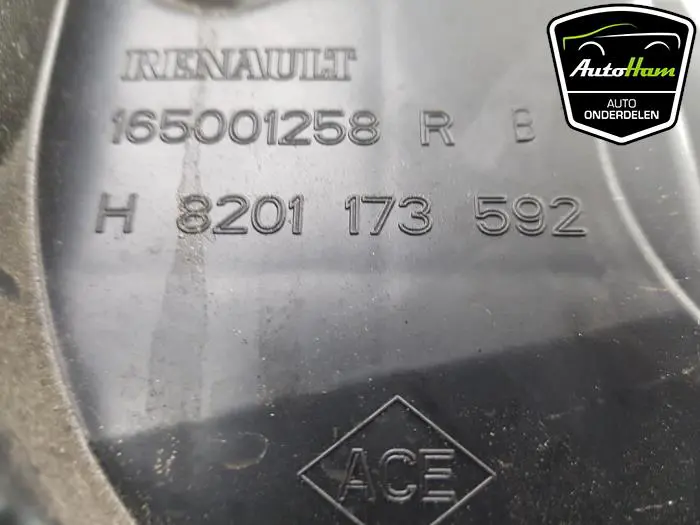 RENAULT
165001258 R B
H 8201 173 592
ACE
AutoHam
AUTO
ONDERDELEN